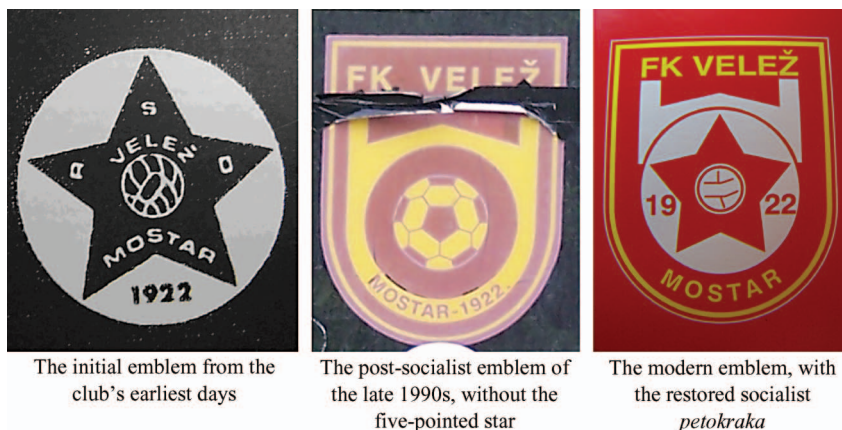 S
VELEŽ
MOSTAR
1922
FK VELEŽ
MOSTAR-1922.
FK VELEŽ
19 22
MOSTAR
The initial emblem from the
club's earliest days
The post-socialist emblem of
the late 1990s, without the
five-pointed star
The modern emblem, with
the restored socialist
petokraka